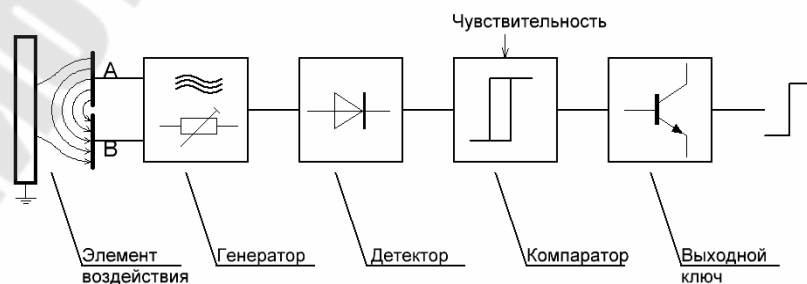 Чувствительность
A
B
Элемент
воздействия
Генератор
Детектор
Компаратор
Выходной
ключ